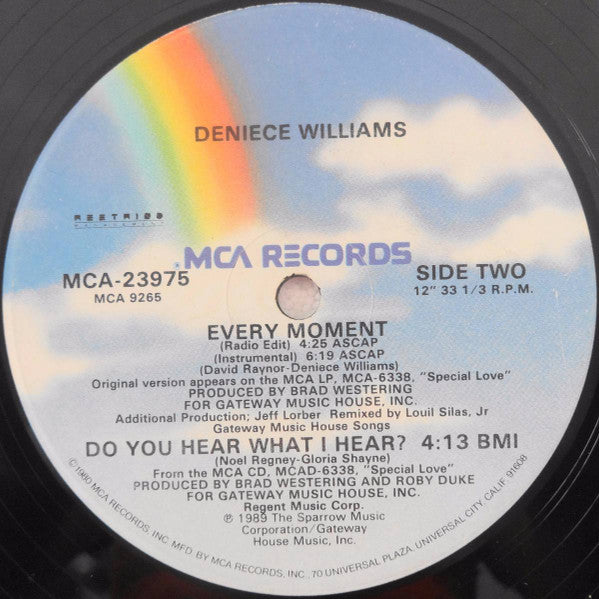 DENIECE WILLIAMS
MCA RECORDS
MCA-23975
MCA 9265
SIDE TWO
12" 33 1/3 R.P.M.
EVERY MOMENT
(Radio Edit) 4:25 ASCAP
(Instrumental) 6:19 ASCAP
(David Raynor-Deniece Williams)
Original version appears on the MCA LP, MCA-6338, "Special Love"
PRODUCED BY BRAD WESTERING
FOR GATEWAY MUSIC HOUSE, INC.
Additional Production; Jeff Lorber Remixed by Louil Silas, Jr
Gateway Music House Songs
DO YOU HEAR WHAT I HEAR? 4:13 BMI
(Noel Regney-Gloria Shayne)
From the MCA CD, MCAD-6338, "Special Love"
PRODUCED BY BRAD WESTERING AND ROBY DUKE
FOR GATEWAY MUSIC HOUSE, INC.
Regent Music Corp.
℗ 1989 The Sparrow Music
Corporation/Gateway
House Music, Inc.
©1980 MCA RECORDS, INC. MFD. BY MCA RECORDS, INC., 70 UNIVERSAL PLAZA, UNIVERSAL CITY, CALIF. 91608